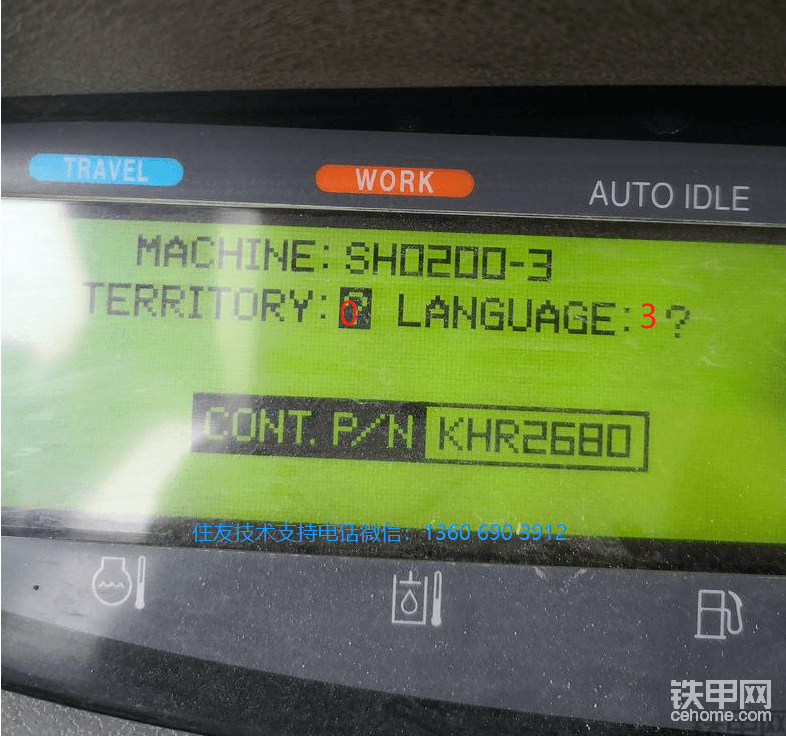 TRAVEL
WORK
AUTO IDLE
MACHINE: SH0200-3
TERRITORY: 0 LANGUAGE: 3 ?
CONT. P/N KHR2680
住友技术支持电话微信：1360 690 3912
铁甲网
cehome.com